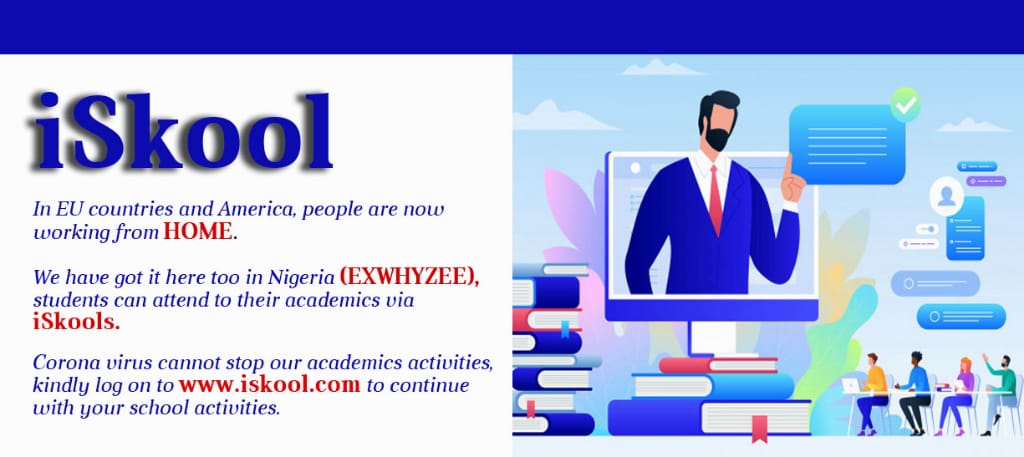 iSkool
In EU countries and America, people are now
working from HOME.
We have got it here too in Nigeria (EXWHYZEE),
students can attend to their academics via
iSkools.
Corona virus cannot stop our academics activities,
kindly log on to www.iskool.com to continue
with your school activities.